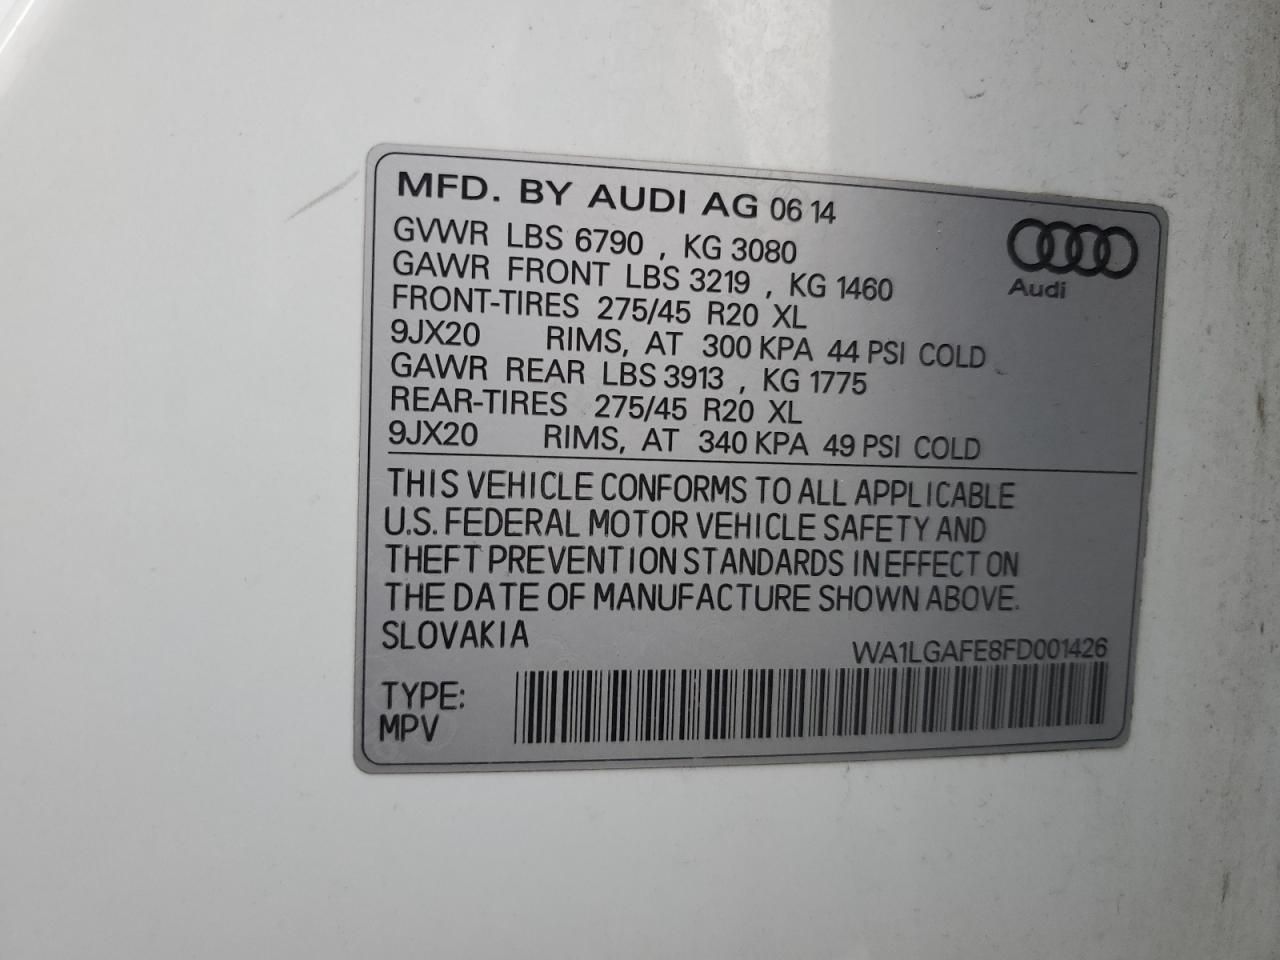 MFD. BY AUDI AG 06 14
GVWR LBS 6790 , KG 3080
GAWR FRONT LBS 3219 , KG 1460
FRONT-TIRES 275/45 R20 XL
9JX20 RIMS, AT 300 KPA 44 PSI COLD
GAWR REAR LBS 3913 , KG 1775
REAR-TIRES 275/45 R20 XL
9JX20 RIMS, AT 340 KPA 49 PSI COLD
Audi
THIS VEHICLE CONFORMS TO ALL APPLICABLE
U.S. FEDERAL MOTOR VEHICLE SAFETY AND
THEFT PREVENTION STANDARDS IN EFFECT ON
THE DATE OF MANUFACTURE SHOWN ABOVE.
SLOVAKIA
WA1LGAFE8FD001426
TYPE:
MPV